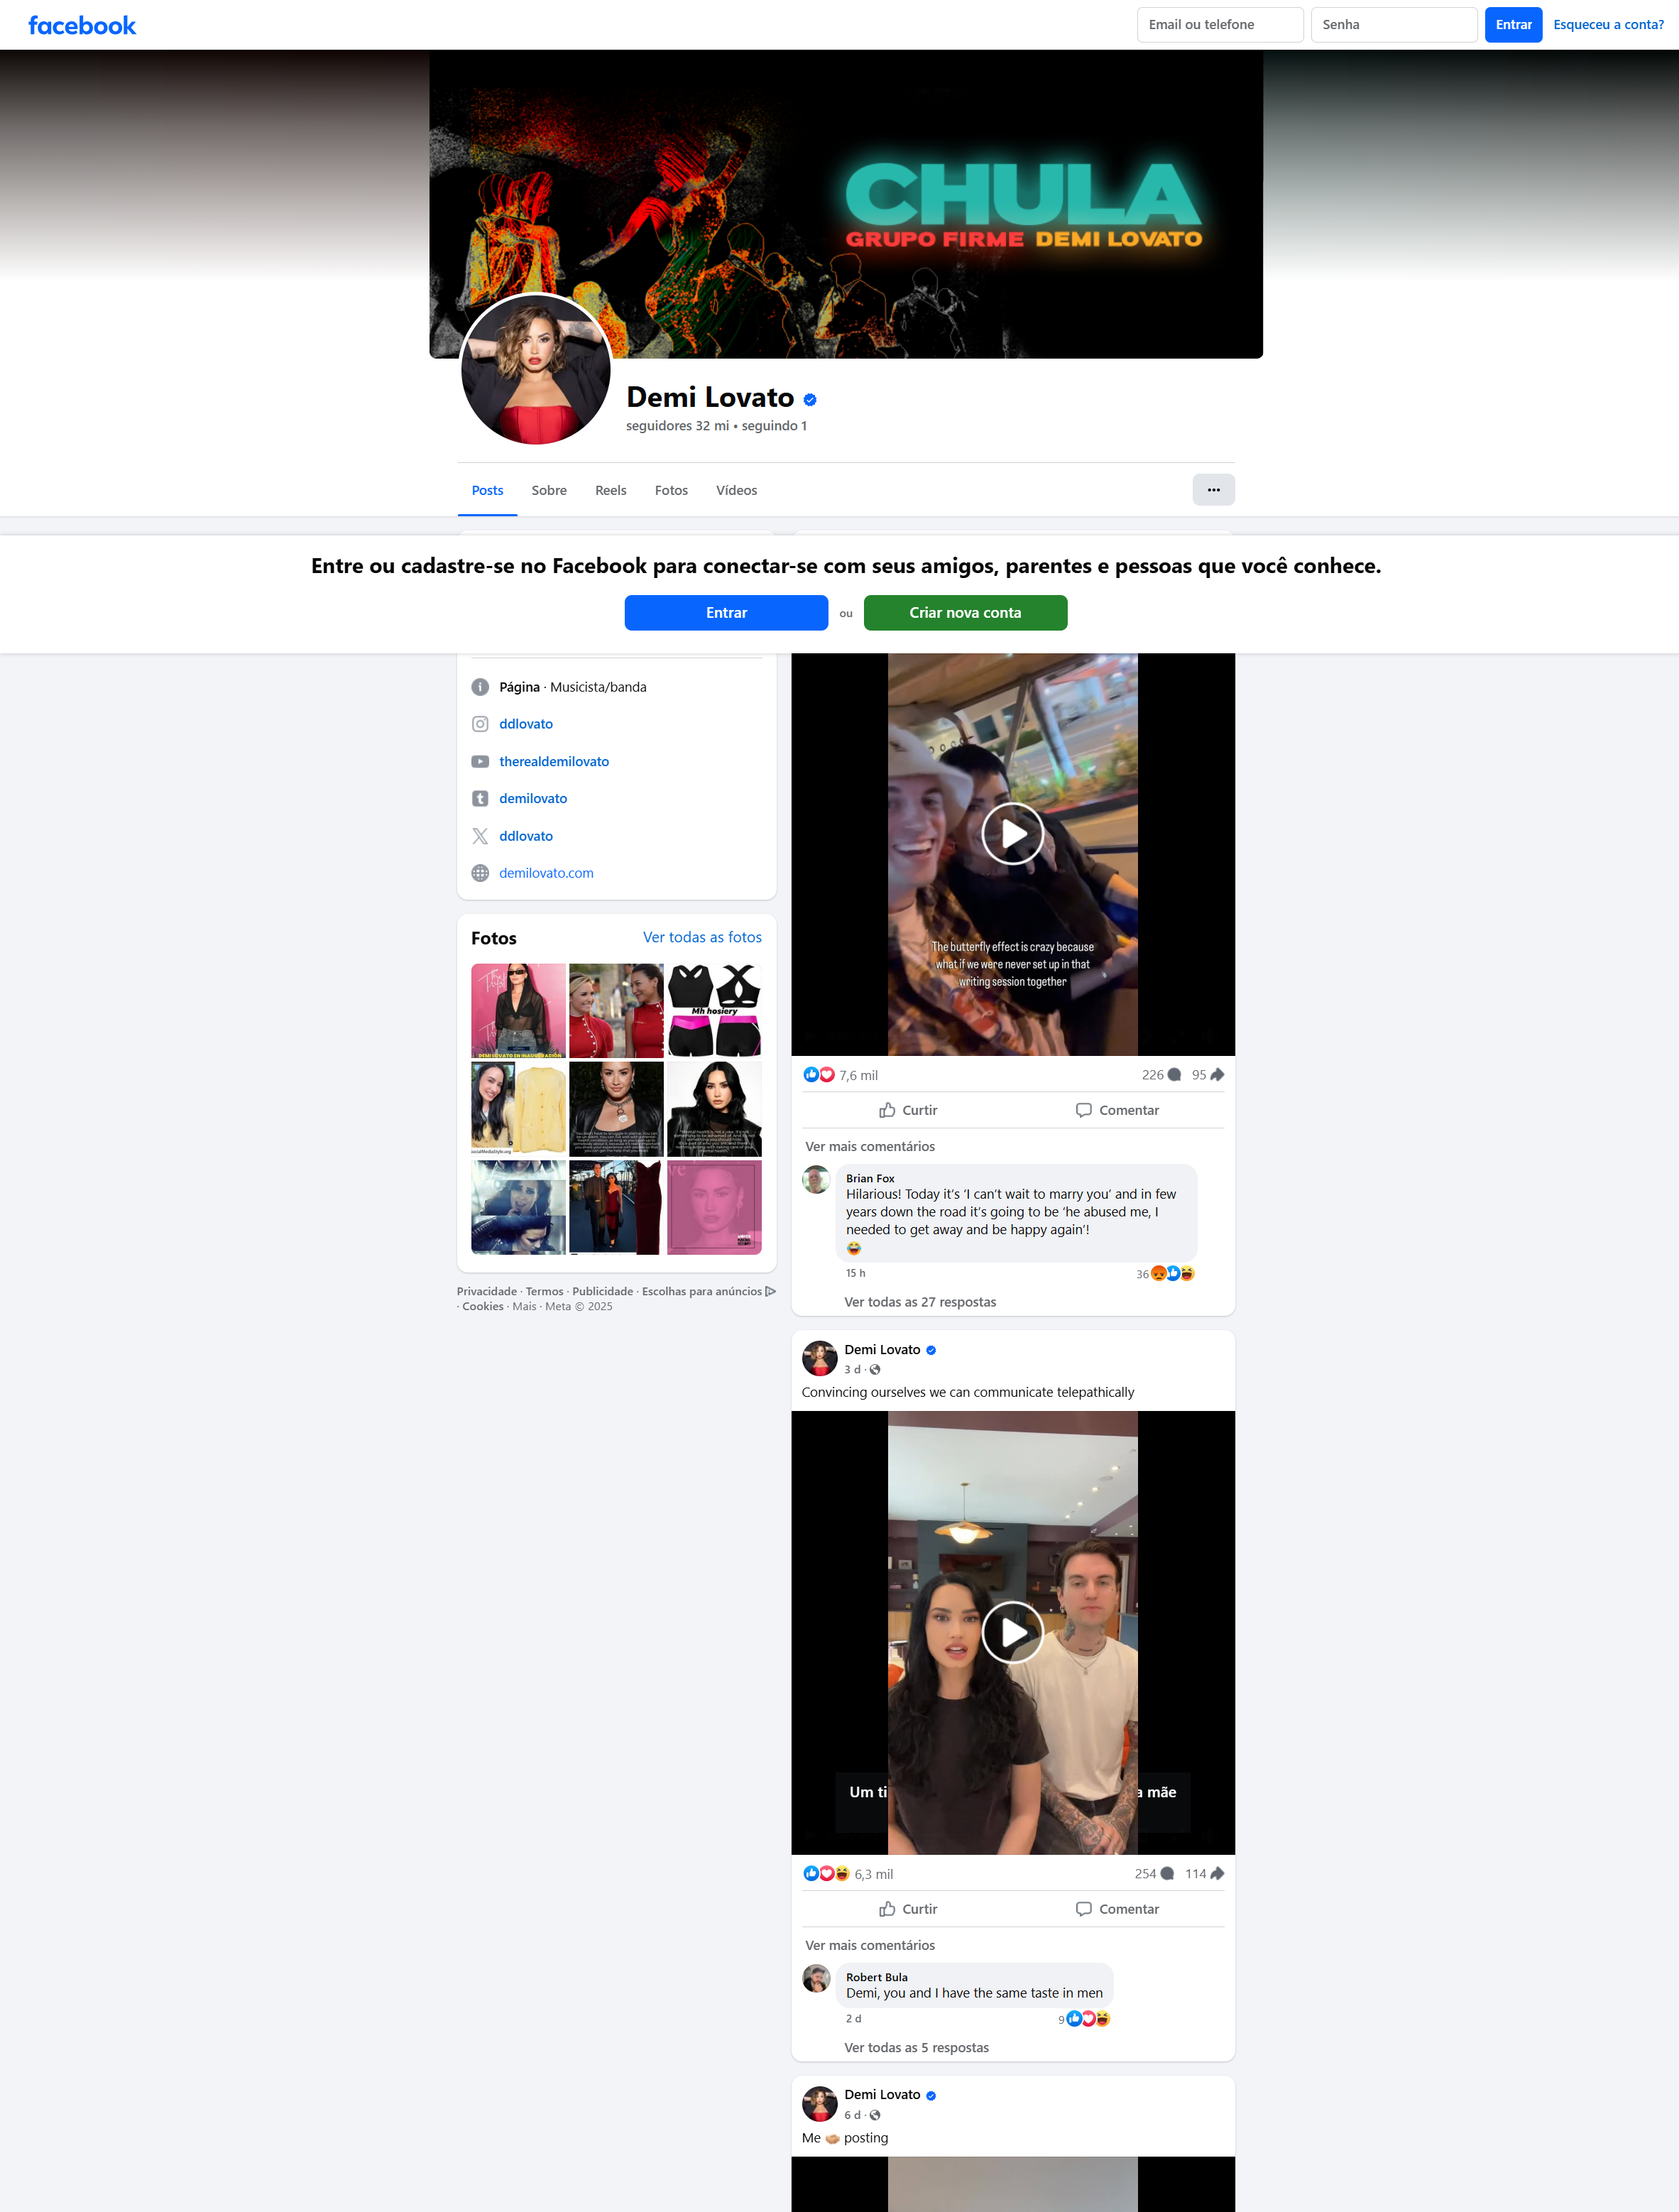 facebook
Email ou telefone
Senha
Entrar
Esqueceu a conta?
CHULA
GRUPO FIRME DEMI LOVATO
Demi Lovato
seguidores 32 mi • seguindo 1
Posts
Sobre
Reels
Fotos
Vídeos
Entre ou cadastre-se no Facebook para conectar-se com seus amigos, parentes e pessoas que você conhece.
Entrar
ou
Criar nova conta
Página · Musicista/banda
ddlovato
therealdemilovato
demilovato
ddlovato
demilovato.com
Fotos
Ver todas as fotos
DEMI LOVATO EN INAUGURACIÓN
Mh hosiery
Privacidade · Termos · Publicidade · Escolhas para anúncios
· Cookies · Mais · Meta © 2025
The butterfly effect is crazy because
what if we were never set up in that
writing session together
7,6 mil
226
95
Curtir
Comentar
Ver mais comentários
Brian Fox
Hilarious! Today it's 'I can't wait to marry you' and in few
years down the road it's going to be 'he abused me, I
needed to get away and be happy again'!
😂
15 h
36
Ver todas as 27 respostas
Demi Lovato
3 d ·
Convincing ourselves we can communicate telepathically
Um ti
a mãe
6,3 mil
254
114
Curtir
Comentar
Ver mais comentários
Robert Bula
Demi, you and I have the same taste in men
2 d
9
Ver todas as 5 respostas
Demi Lovato
6 d ·
Me 🤝 posting